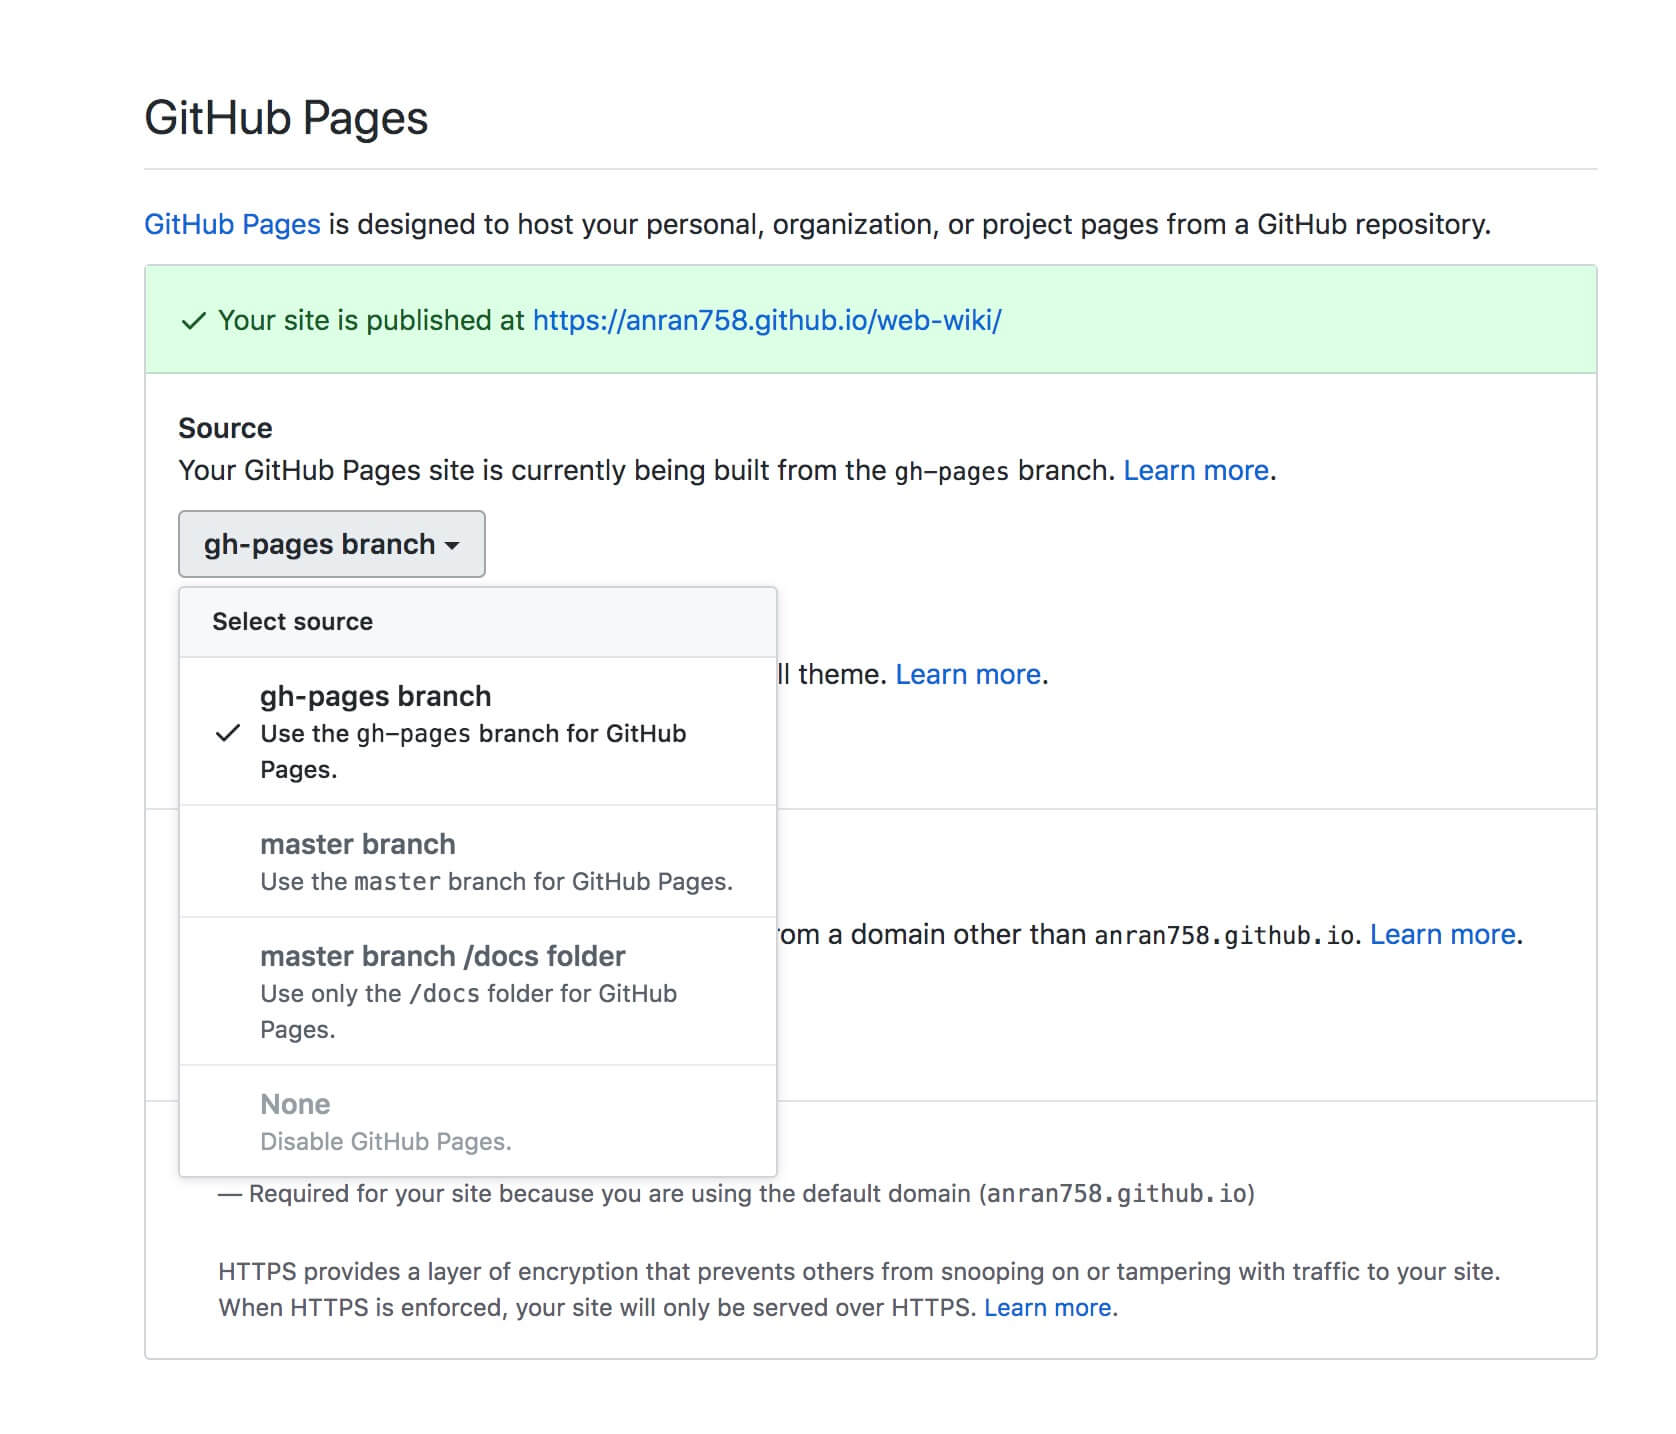 GitHub Pages
GitHub Pages is designed to host your personal, organization, or project pages from a GitHub repository.
Your site is published at https://anran758.github.io/web-wiki/
Source
Your GitHub Pages site is currently being built from the gh-pages branch. Learn more.
gh-pages branch
Select source
gh-pages branch
Use the gh-pages branch for GitHub
Pages.
theme. Learn more.
master branch
Use the master branch for GitHub Pages.
a domain other than anran758.github.io. Learn more.
master branch /docs folder
Use only the /docs folder for GitHub
Pages.
None
Disable GitHub Pages.
— Required for your site because you are using the default domain (anran758.github.io)
HTTPS provides a layer of encryption that prevents others from snooping on or tampering with traffic to your site.
When HTTPS is enforced, your site will only be served over HTTPS. Learn more.